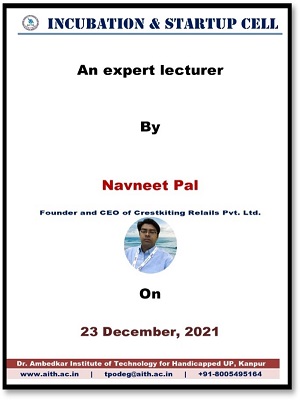 INCUBATION & STARTUP CELL
An expert lecturer
By
Navneet Pal
Founder and CEO of Crestkiting Relails Pvt. Ltd.
On
23 December, 2021
Dr. Ambedkar Institute of Technology for Handicapped UP, Kanpur
www.aith.ac.in | tpodeg@aith.ac.in | +91-8005495164